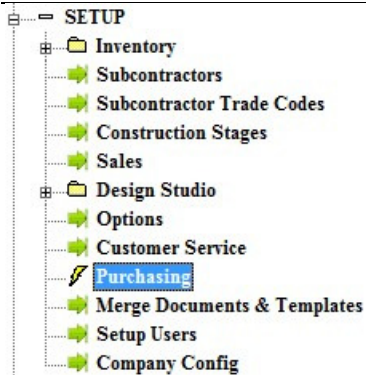 SETUP
Inventory
Subcontractors
Subcontractor Trade Codes
Construction Stages
Sales
Design Studio
Options
Customer Service
Purchasing
Merge Documents & Templates
Setup Users
Company Config